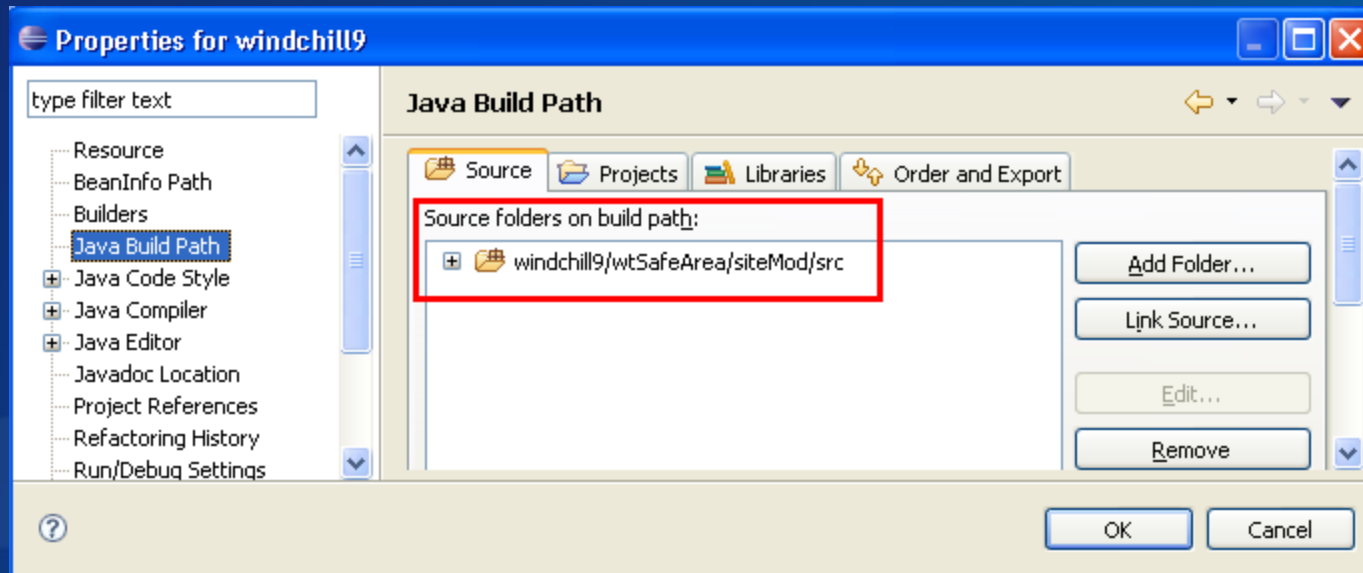 Properties for windchill9
type filter text
Resource
BeanInfo Path
Builders
Java Build Path
Java Code Style
Java Compiler
Java Editor
Javadoc Location
Project References
Refactoring History
Run/Debug Settings
Java Build Path
Source Projects Libraries Order and Export
Source folders on build path:
windchill9/wtSafeArea/siteMod/src
Add Folder...
Link Source...
Edit...
Remove
OK Cancel